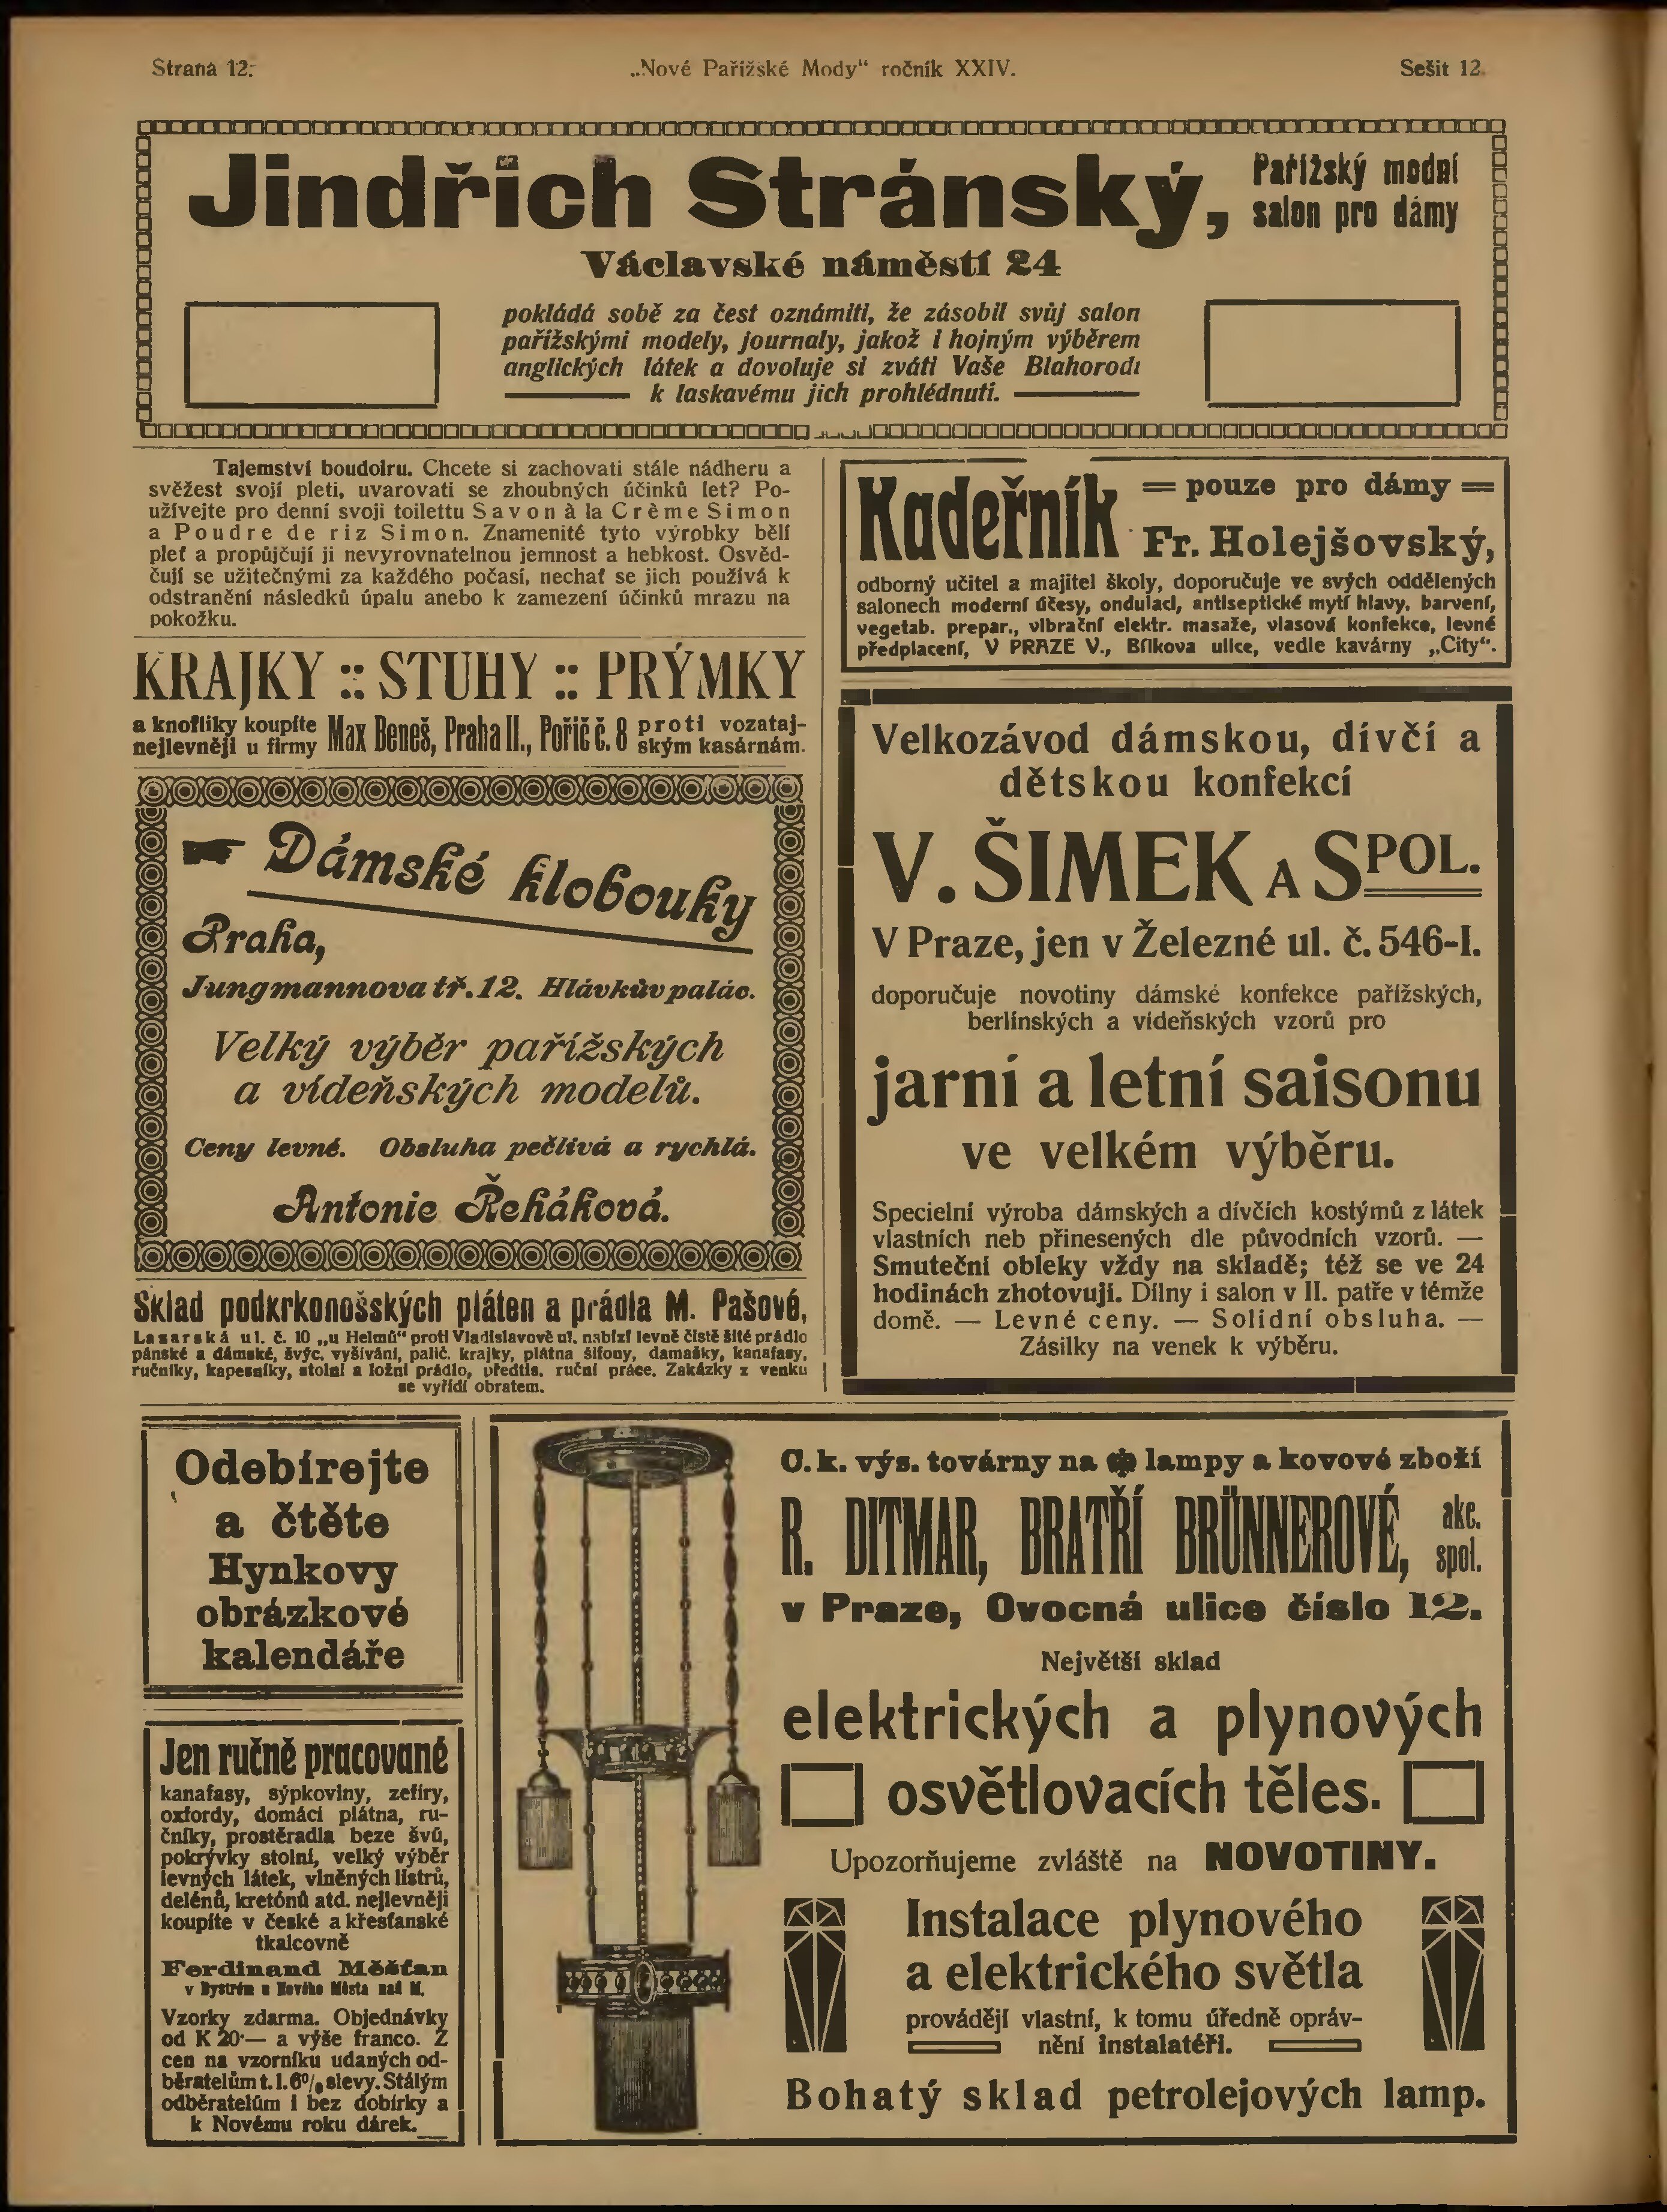 Strana 12.
„Nové Pařížské Mody“ ročník XXIV.
Sešit 12.
Jindřich Stránský,
Pařížský modní
salon pro dámy
Václavské náměstí 24
pokládá sobě za čest oznámiti, že zásobil svůj salon
pařížskými modely, journaly, jakož i hojným výběrem
anglických látek a dovoluje si zváti Vaše Blahorodí
k laskavému jich prohlédnutí.
Tajemství boudoiru. Chcete si zachovati stále nádheru a
svěžest svojí pleti, uvarovati se zhoubných účinků let? Po-
užívejte pro denní svoji toilettu Savon à la Crème Simon
a Poudre de riz Simon. Znamenité tyto výrobky bělí
pleť a propůjčují jí nevyrovnatelnou jemnost a hebkost. Osvěd-
čují se užitečnými za každého počasí, nechať se jich používá k
odstranění následků úpalu anebo k zamezení účinků mrazu na
pokožku.
KRAJKY :: STUHY :: PRÝMKY
a knoflíky koupíte
nejlevněji u firmy
Max Beneš, Praha II., Poříč č. 8
proti vozataj-
ským kasárnám.
Dámské klobouky
Praha,
Jungmannova tř. 12. Hlávkův palác.
Velký výběr pařížských
a vídeňských modelů.
Ceny levné. Obsluha pečlivá a rychlá.
Antonie Řeháková.
Sklad podkrkonošských pláten a prádla M. Pašové,
Lazarská ul. č. 10 „u Helmů“ proti Vladislavově ul. nabízí levně čistě šité prádlo
pánské a dámské, švýc. vyšívání, palič. krajky, plátna šifony, damašky, kanafasy,
ručníky, kapesníky, stolní a ložní prádlo, předtis. ruční práce. Zakázky z venku
se vyřídí obratem.
Kadeřník
= pouze pro dámy =
Fr. Holejšovský,
odborný učitel a majitel školy, doporučuje ve svých oddělených
salonech moderní účesy, ondulaci, antiseptické mytí hlavy, barvení,
vegetab. prepar., vibrační elektr. masaže, vlasová konfekce, levné
předplacení, V PRAZE V., Bílkova ulice, vedle kavárny „City“.
Velkozávod dámskou, dívčí a
dětskou konfekcí
V. ŠIMEK A SPOL.
V Praze, jen v Železné ul. č. 546-I.
doporučuje novotiny dámské konfekce pařížských,
berlínských a vídeňských vzorů pro
jarní a letní saisonu
ve velkém výběru.
Specielní výroba dámských a dívčích kostýmů z látek
vlastních neb přinesených dle původních vzorů. —
Smuteční obleky vždy na skladě; též se ve 24
hodinách zhotovují. Dílny i salon v II. patře v témže
domě. — Levné ceny. — Solidní obsluha. —
Zásilky na venek k výběru.
Odebírejte
a čtěte
Hynkovy
obrázkové
kalendáře
Jen ručně pracované
kanafasy, sýpkoviny, zefíry,
oxfordy, domácí plátna, ru-
čníky, prostěradla beze švů,
pokrývky stolní, velký výběr
levných látek, vlněných listrů,
delénů, kretónů atd. nejlevněji
koupíte v české a křesťanské
tkalcovně
Ferdinand Měšťan
v Bystrém u Nového Města nad M.
Vzorky zdarma. Objednávky
od K 20·— a výše franco. Z
cen na vzorníku udaných od-
běratelům t. l. 6% slevy. Stálým
odběratelům i bez dobírky a
k Novému roku dárek.
C. k. výs. továrny na lampy a kovové zboží
R. DITMAR, BRATŘÍ BRÜNNEROVÉ,
akc.
spol.
v Praze, Ovocná ulice číslo 12.
Největší sklad
elektrických a plynových
osvětlovacích těles.
Upozorňujeme zvláště na NOVOTINY.
Instalace plynového
a elektrického světla
provádějí vlastní, k tomu úředně opráv-
nění instalatéři.
Bohatý sklad petrolejových lamp.